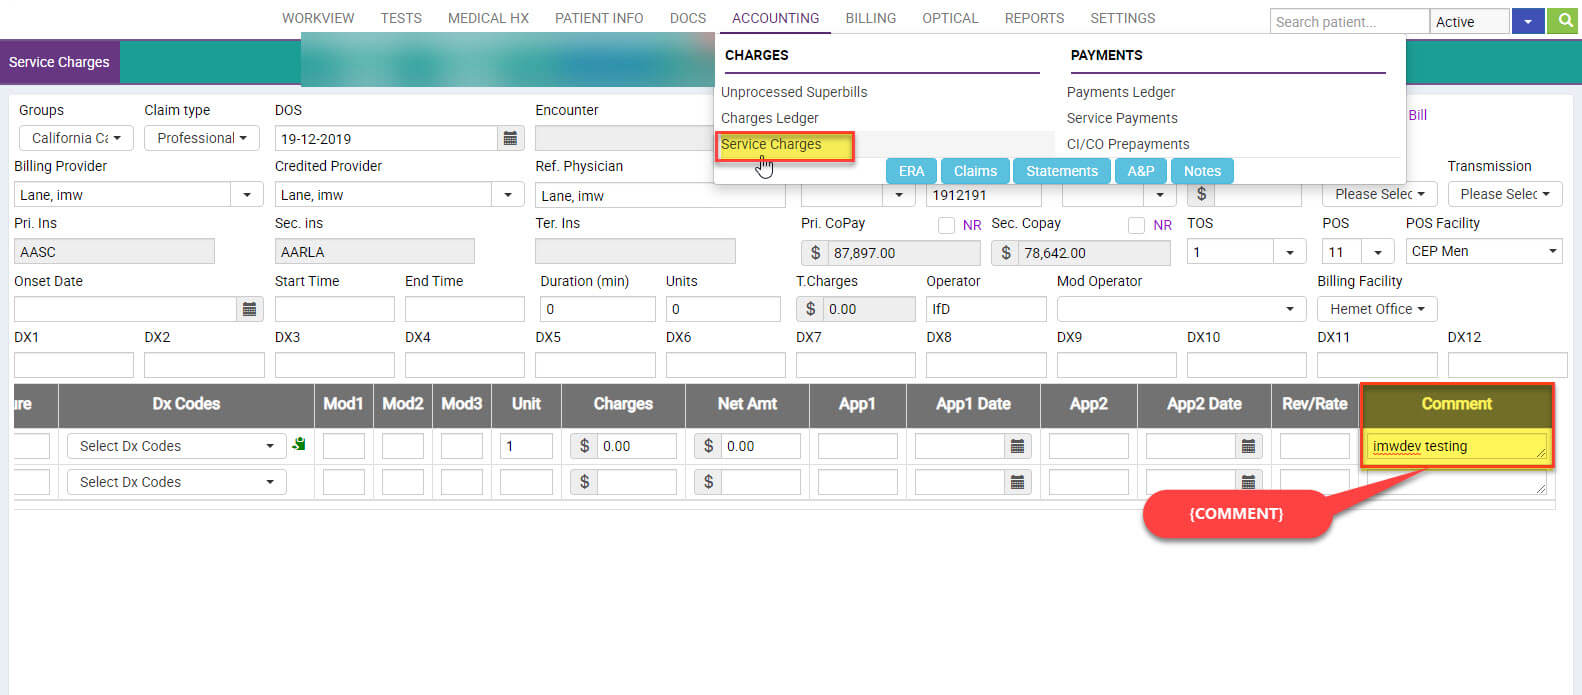 WORKVIEW TESTS MEDICAL HX PATIENT INFO DOCS ACCOUNTING BILLING OPTICAL REPORTS SETTINGS Search patient... Active
Service Charges
CHARGES PAYMENTS
Unprocessed Superbills Payments Ledger
Charges Ledger Service Payments
Service Charges CI/CO Prepayments
ERA Claims Statements A&P Notes
Groups Claim type DOS Encounter Bill
California Ca Professional 19-12-2019
Billing Provider Credited Provider Ref. Physician Transmission
Lane, imw Lane, imw Lane, imw 1912191 $ Please Selec Please Selec
Pri. Ins Sec. ins Ter. Ins Pri. CoPay NR Sec. Copay NR TOS POS POS Facility
AASC AARLA $ 87,897.00 $ 78,642.00 1 11 CEP Men
Onset Date Start Time End Time Duration (min) Units T.Charges Operator Mod Operator Billing Facility
0 0 $ 0.00 IfD Hemet Office
DX1 DX2 DX3 DX4 DX5 DX6 DX7 DX8 DX9 DX10 DX11 DX12
ure Dx Codes Mod1 Mod2 Mod3 Unit Charges Net Amt App1 App1 Date App2 App2 Date Rev/Rate Comment
Select Dx Codes 1 $ 0.00 $ 0.00 imwdev testing
Select Dx Codes $ $
{COMMENT}